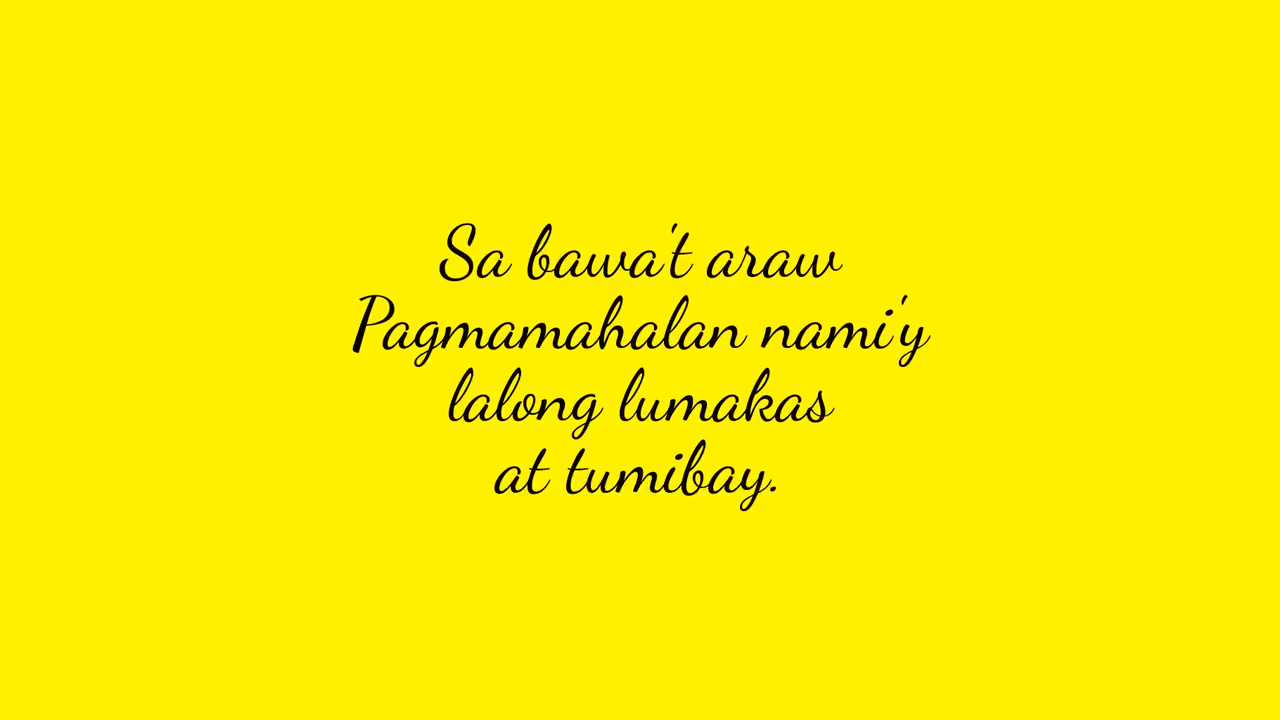 Sa bawa't araw
Pagmamahalan nami'y
lalong lumakas
at tumibay.